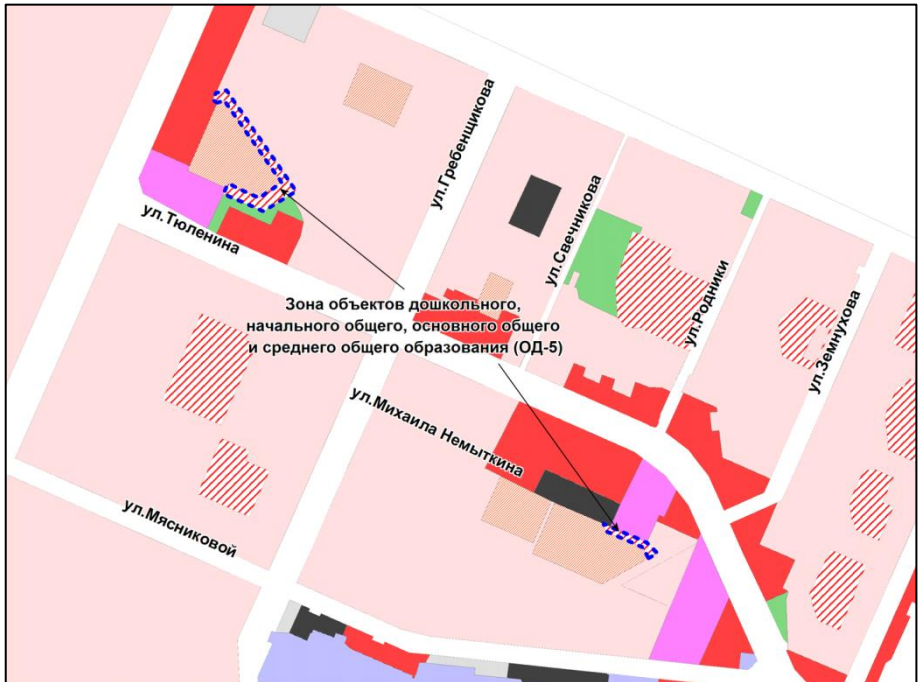 ул.Гребенщикова
ул.Свечникова
ул.Родники
ул.Земнухова
ул.Тюленина
Зона объектов дошкольного,
начального общего, основного общего
и среднего общего образования (ОД-5)
ул.Михаила Немыткина
ул.Мясниковой